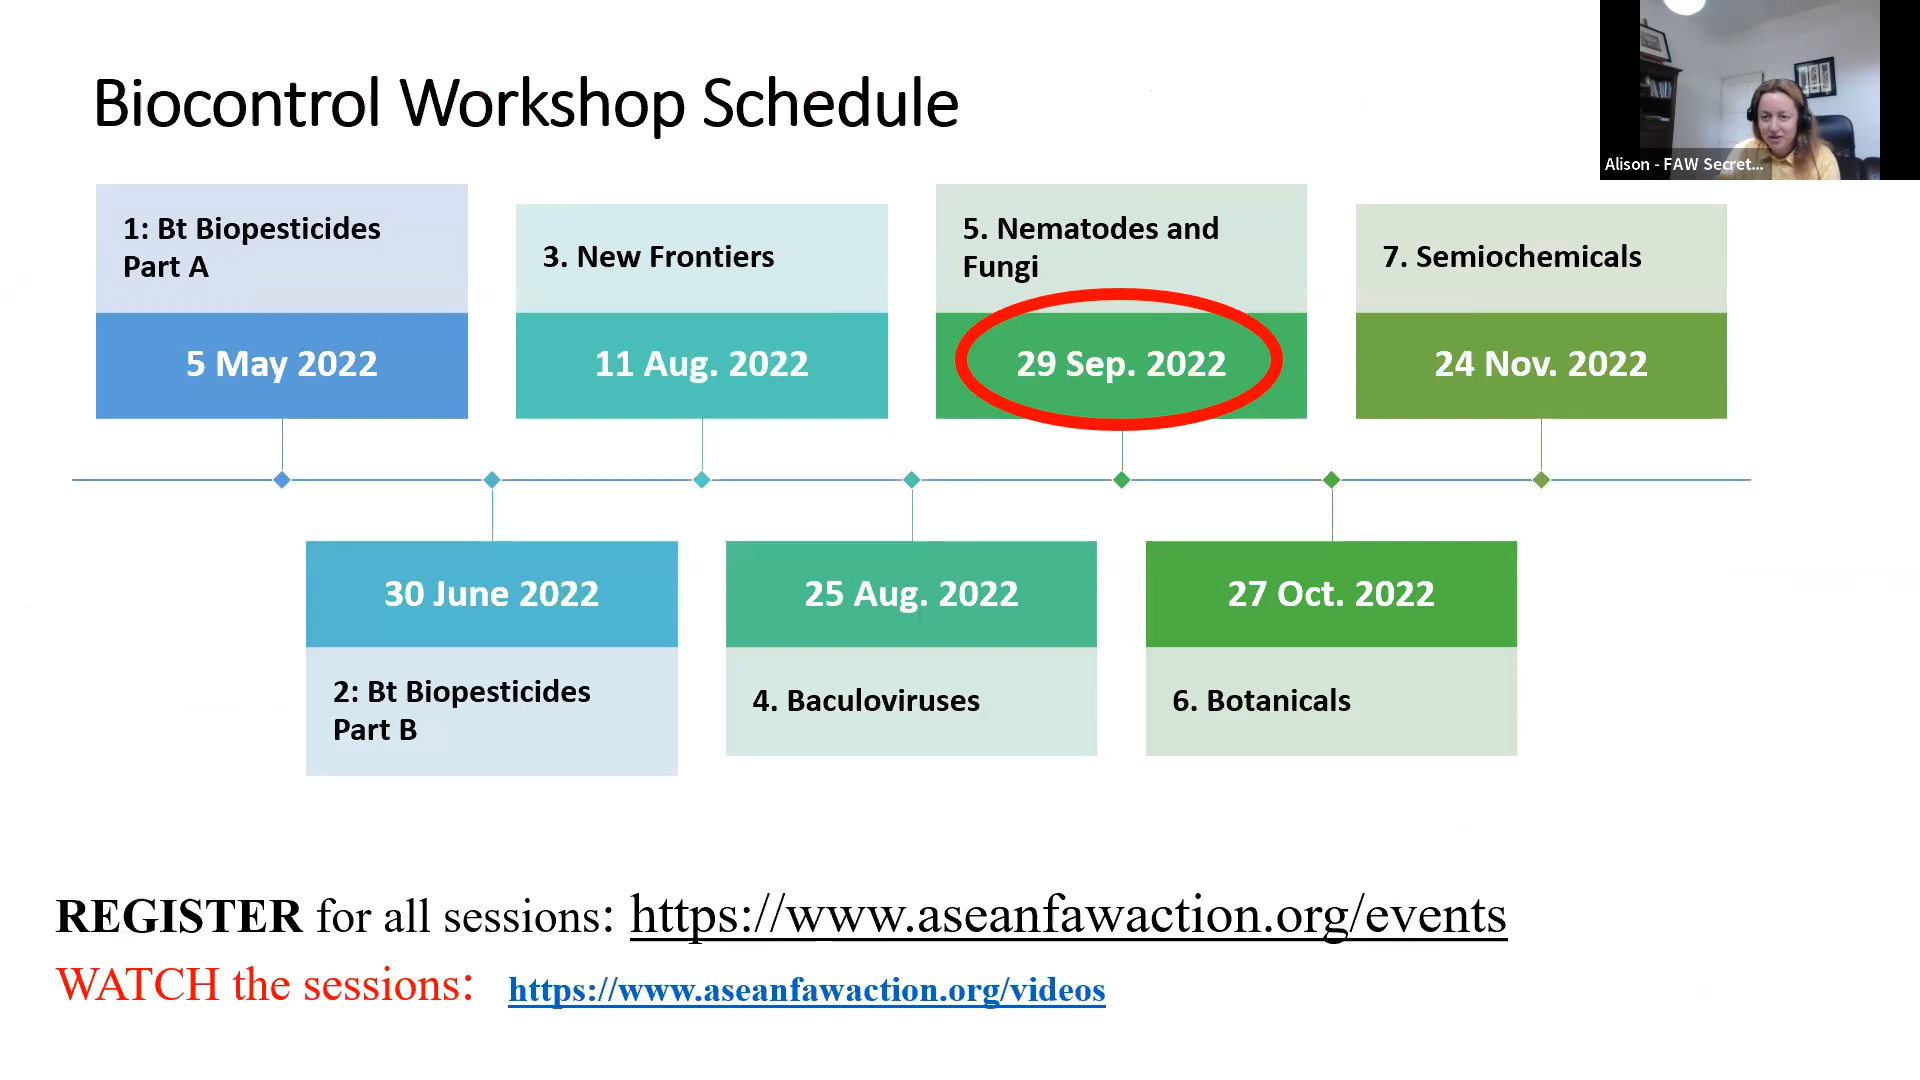 Biocontrol Workshop Schedule
Alison - FAW Secret...
1: Bt Biopesticides
Part A
5 May 2022
3. New Frontiers
11 Aug. 2022
5. Nematodes and
Fungi
29 Sep. 2022
7. Semiochemicals
24 Nov. 2022
30 June 2022
2: Bt Biopesticides
Part B
25 Aug. 2022
4. Baculoviruses
27 Oct. 2022
6. Botanicals
REGISTER for all sessions: https://www.aseanfawaction.org/events
WATCH the sessions: https://www.aseanfawaction.org/videos